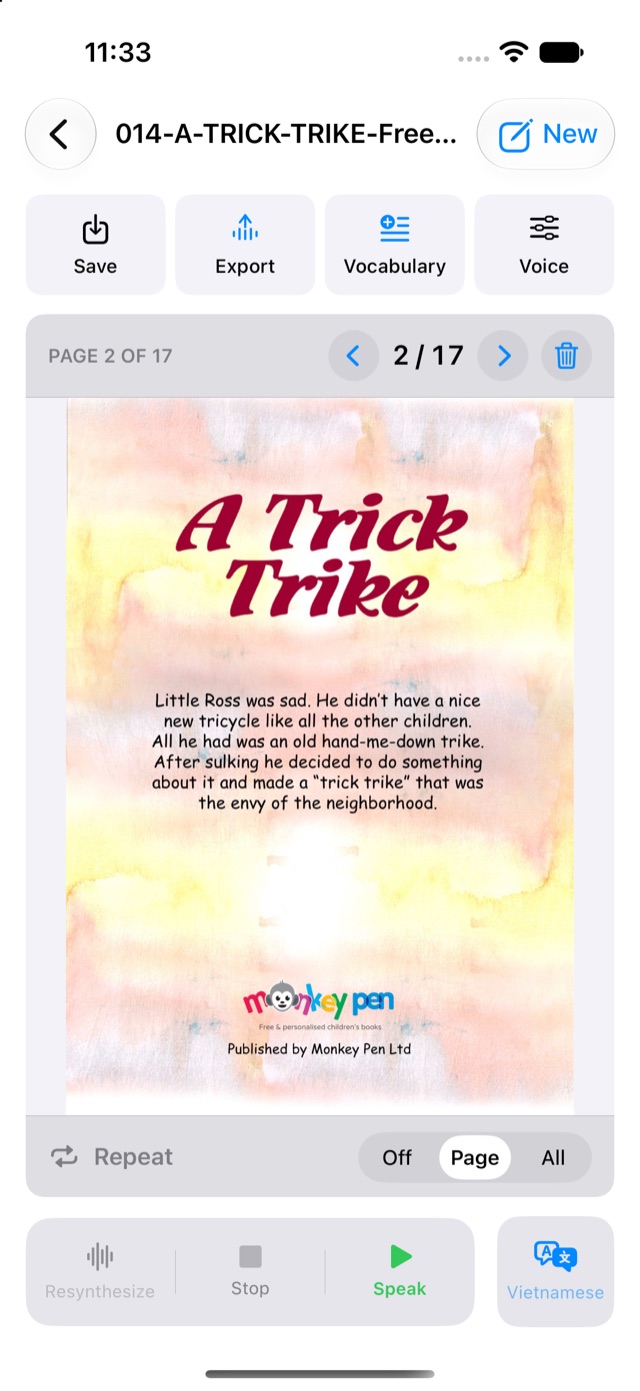 11:33
014-A-TRICK-TRIKE-Free...
New
Save
Export
Vocabulary
Voice
PAGE 2 OF 17
2 / 17
A Trick
Trike
Little Ross was sad. He didn't have a nice
new tricycle like all the other children.
All he had was an old hand-me-down trike.
After sulking he decided to do something
about it and made a “trick trike” that was
the envy of the neighborhood.
monkey pen
Free & personalised children's books
Published by Monkey Pen Ltd
Repeat
Off
Page
All
Resynthesize
Stop
Speak
A 文
Vietnamese